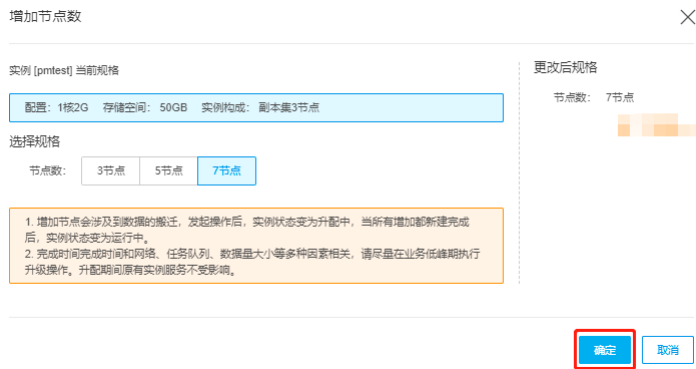 增加节点数
实例 [pmtest] 当前规格
配置: 1核2G 存储空间: 50GB 实例构成: 副本集3节点
选择规格
节点数: 3节点 5节点 7节点
1. 增加节点会涉及到数据的搬迁，发起操作后，实例状态变为升配中，当所有增加都新建完成
后，实例状态变为运行中。
2. 完成时间完成时间和网络、任务队列、数据量大小等多种因素相关，请尽量在业务低峰期执行
升级操作。升配期间原有实例服务不受影响。
更改后规格
节点数: 7节点
确定 取消